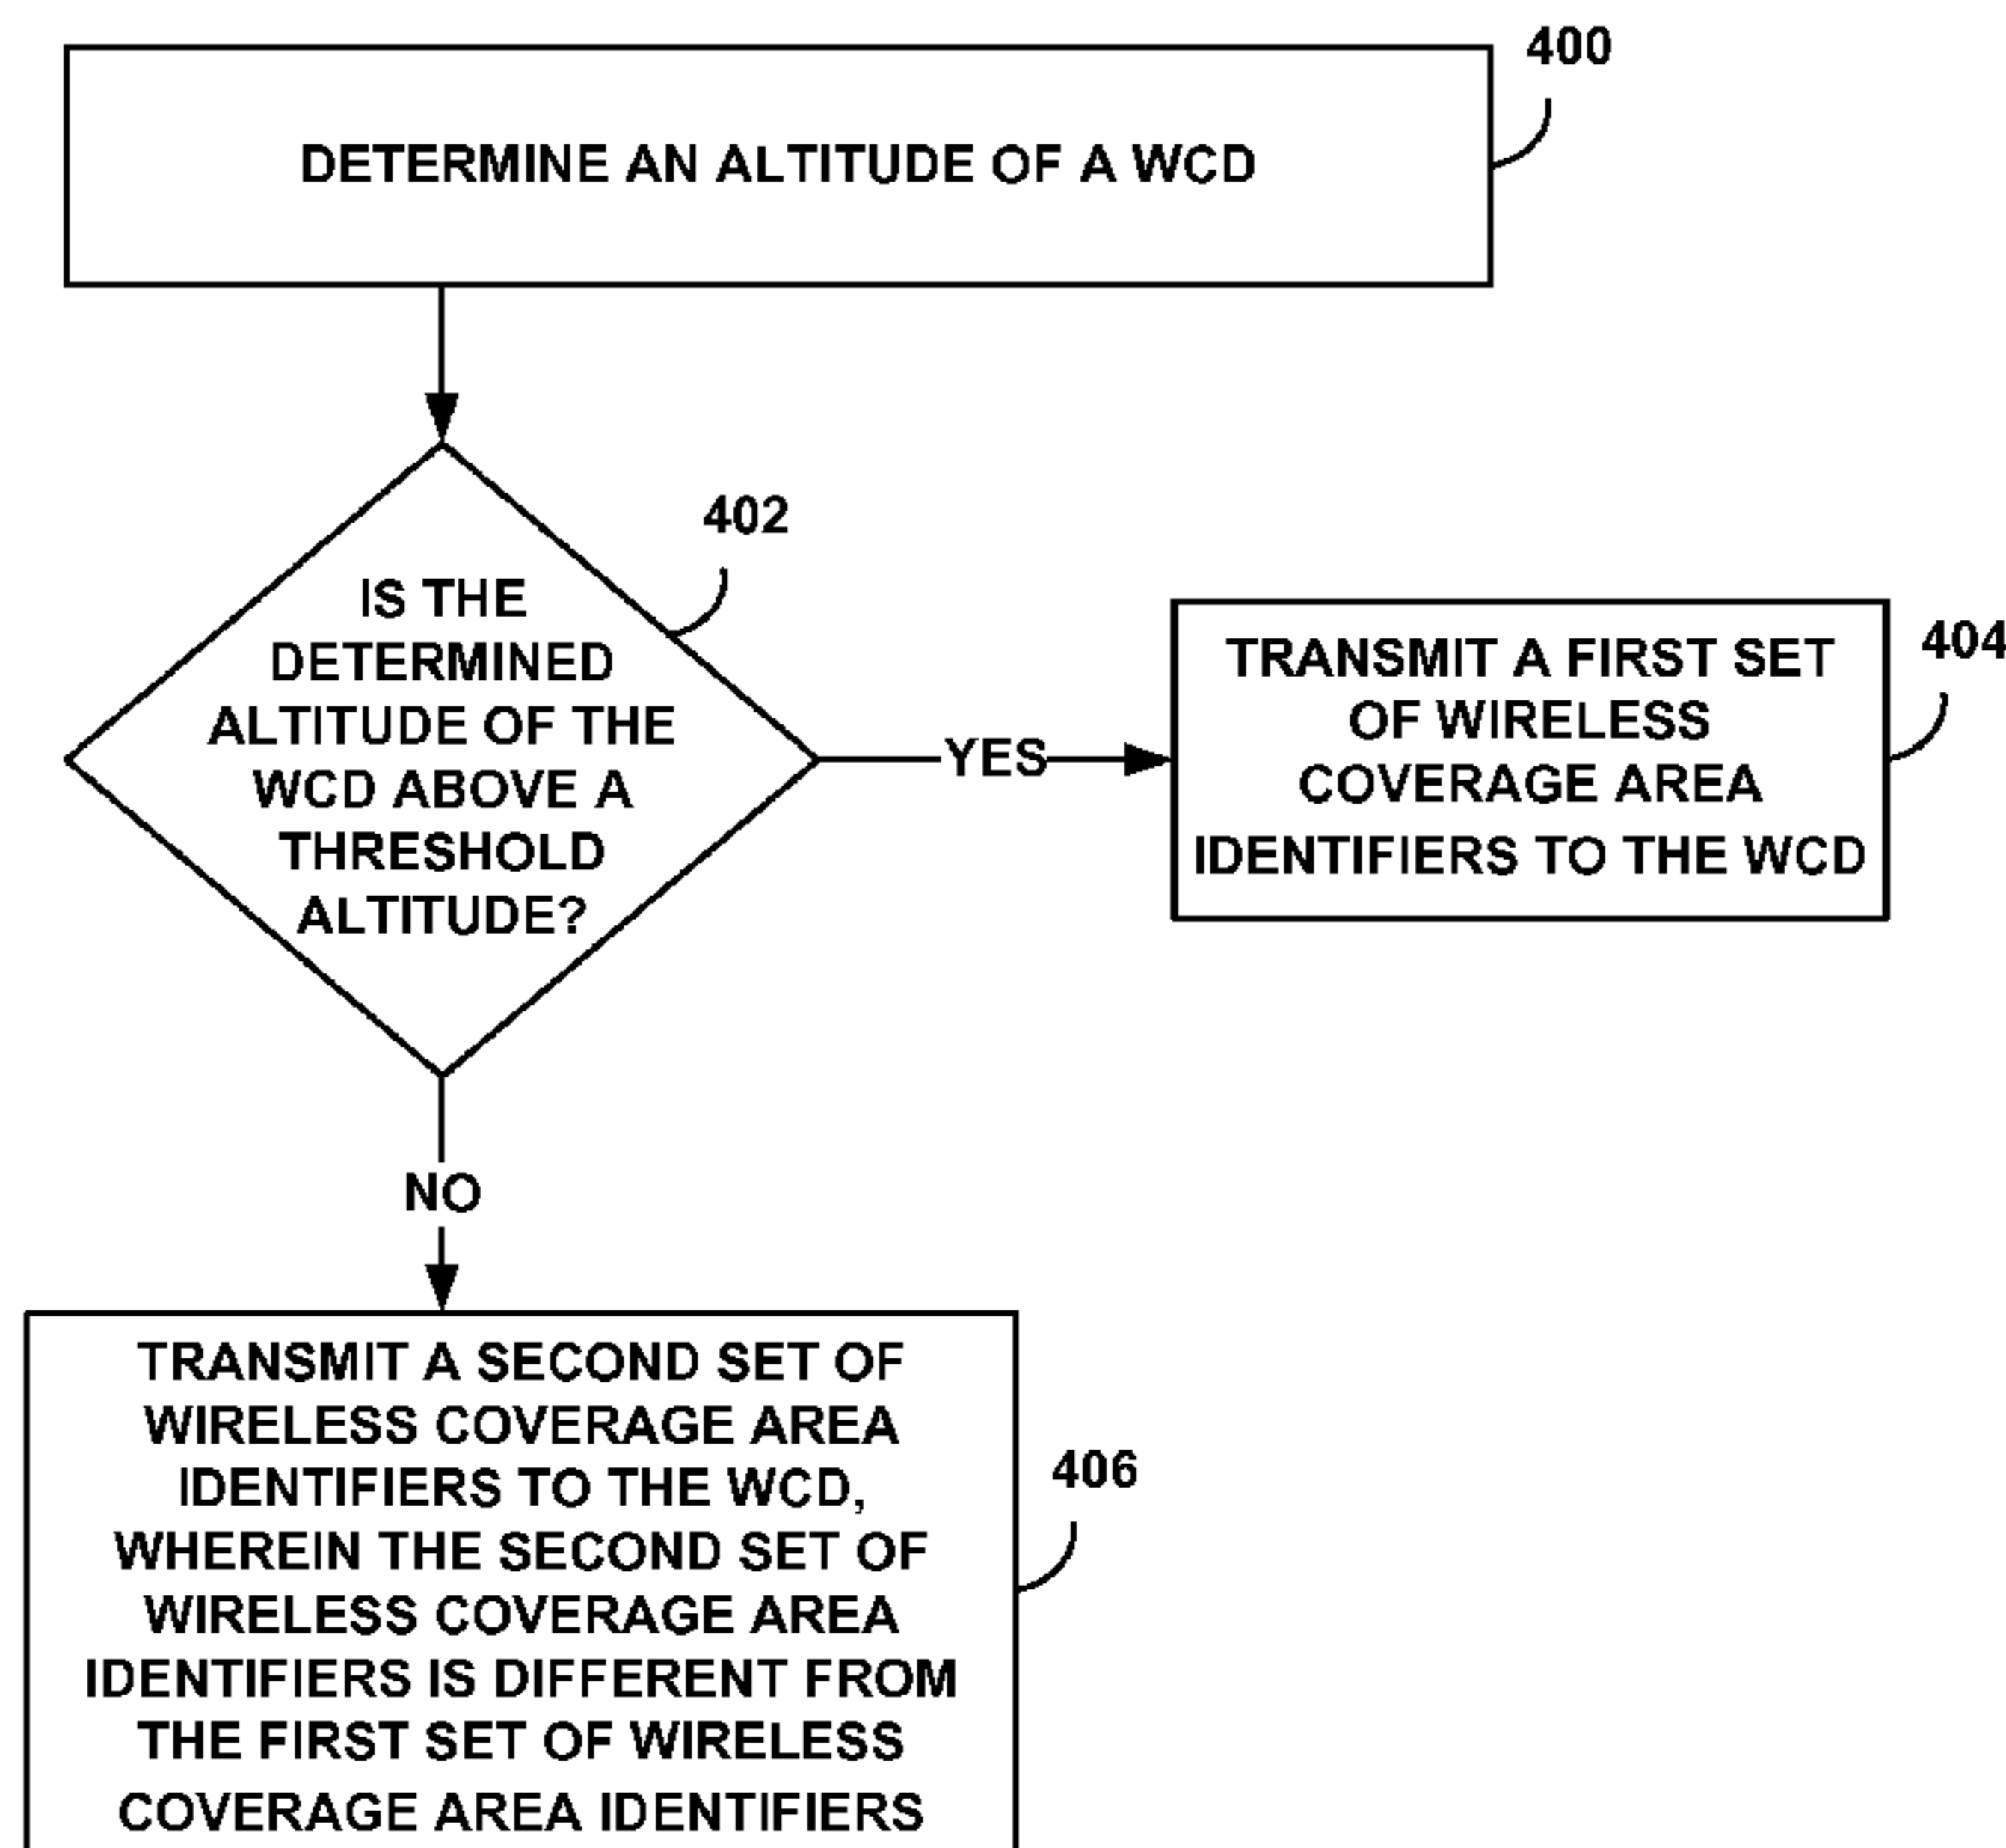 400
DETERMINE AN ALTITUDE OF A WCD
402
IS THE
DETERMINED
ALTITUDE OF THE
WCD ABOVE A
THRESHOLD
ALTITUDE?
YES
404
TRANSMIT A FIRST SET
OF WIRELESS
COVERAGE AREA
IDENTIFIERS TO THE WCD
NO
TRANSMIT A SECOND SET OF
WIRELESS COVERAGE AREA
IDENTIFIERS TO THE WCD,
WHEREIN THE SECOND SET OF
WIRELESS COVERAGE AREA
IDENTIFIERS IS DIFFERENT FROM
THE FIRST SET OF WIRELESS
COVERAGE AREA IDENTIFIERS
406